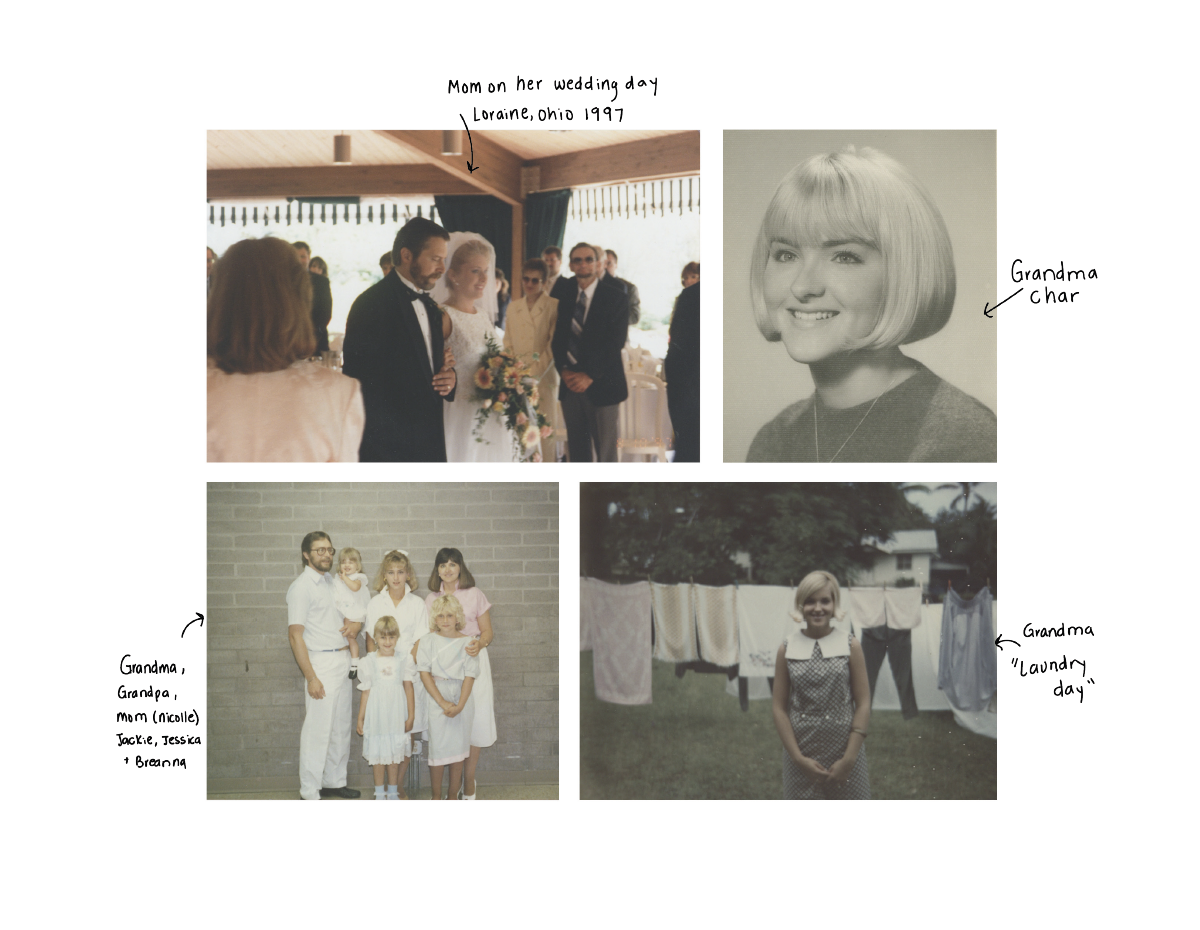 Mom on her wedding day
Loraine, Ohio 1997
Grandma
Char
Grandma,
Grandpa,
mom (nicolle)
Jackie, Jessica
+ Breanna
Grandma
"Laundry
day"